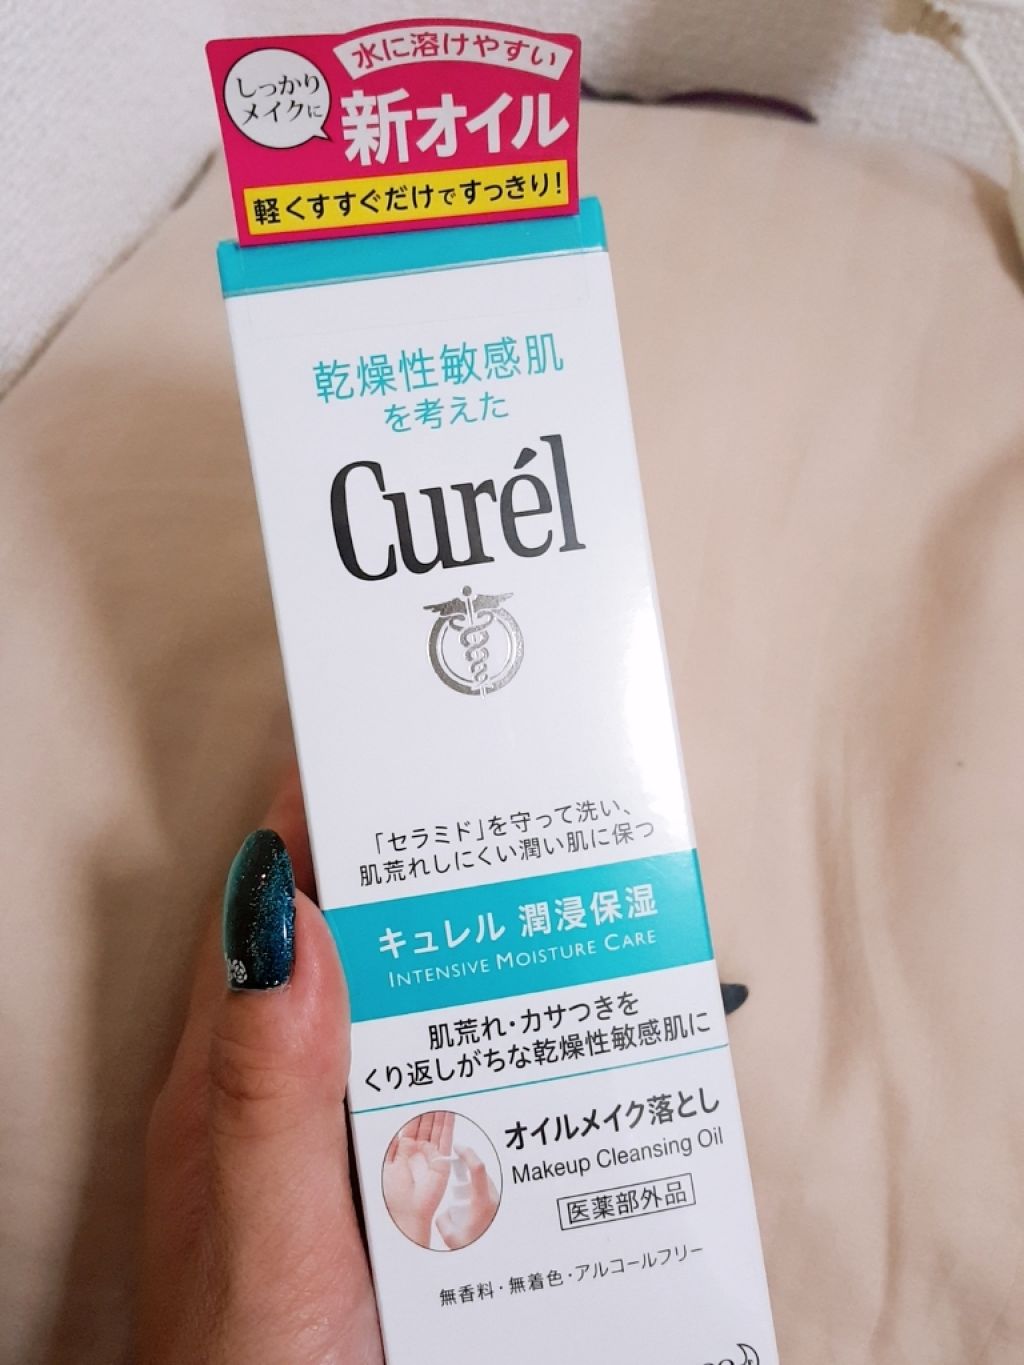 水に溶けやすい
しっかり
メイクに
新オイル
軽くすすぐだけですっきり!
乾燥性敏感肌
を考えた
Curél
「セラミド」を守って洗い、
肌荒れしにくい潤い肌に保つ
キュレル 潤浸保湿
INTENSIVE MOISTURE CARE
肌荒れ・カサつきを
くり返しがちな乾燥性敏感肌に
オイルメイク落とし
Makeup Cleansing Oil
医薬部外品
無香料・無着色・アルコールフリー